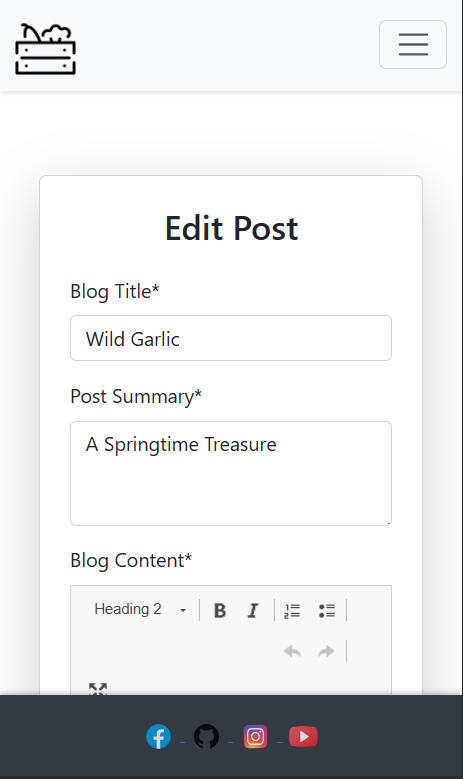 Edit Post
Blog Title*
Wild Garlic
Post Summary*
A Springtime Treasure
Blog Content*
Heading 2
B I